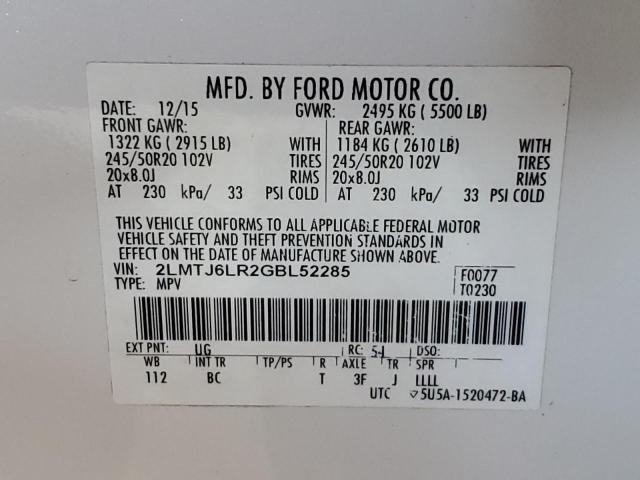 MFD. BY FORD MOTOR CO.
DATE: 12/15 GVWR: 2495 KG ( 5500 LB)
FRONT GAWR: REAR GAWR:
1322 KG ( 2915 LB) WITH 1184 KG ( 2610 LB) WITH
245/50R20 102V TIRES 245/50R20 102V TIRES
20x8.0J RIMS 20x8.0J RIMS
AT 230 kPa/ 33 PSI COLD AT 230 kPa/ 33 PSI COLD
THIS VEHICLE CONFORMS TO ALL APPLICABLE FEDERAL MOTOR
VEHICLE SAFETY AND THEFT PREVENTION STANDARDS IN
EFFECT ON THE DATE OF MANUFACTURE SHOWN ABOVE.
VIN: 2LMTJ6LR2GBL52285 F0077
TYPE: MPV T0230
EXT PNT: UG RC: 54 DSO:
WB INT TR TP/PS R AXLE TR SPR
112 BC T 3F J LLLL
UTC 5U5A-1520472-BA